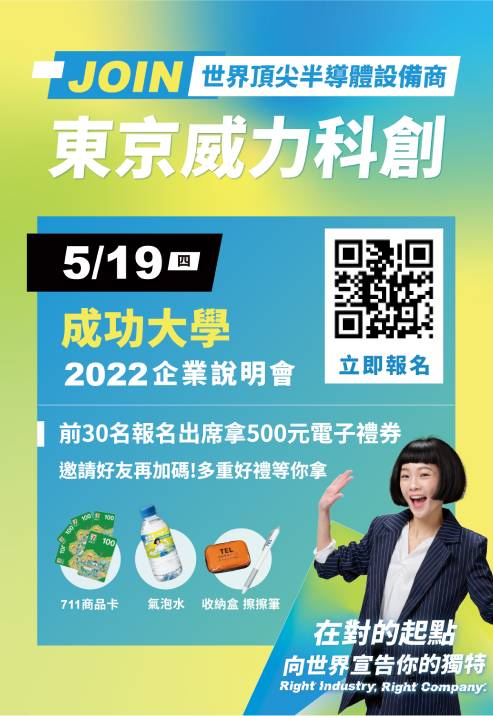 JOIN 世界頂尖半導體設備商
東京威力科創
5/19 四
成功大學
2022企業說明會
立即報名
前30名報名出席拿500元電子禮券
邀請好友再加碼!多重好禮等你拿
100 100 100
100
TEL
711商品卡 氣泡水 收納盒 擦擦筆
在對的起點
向世界宣告你的獨特
Right Industry, Right Company.